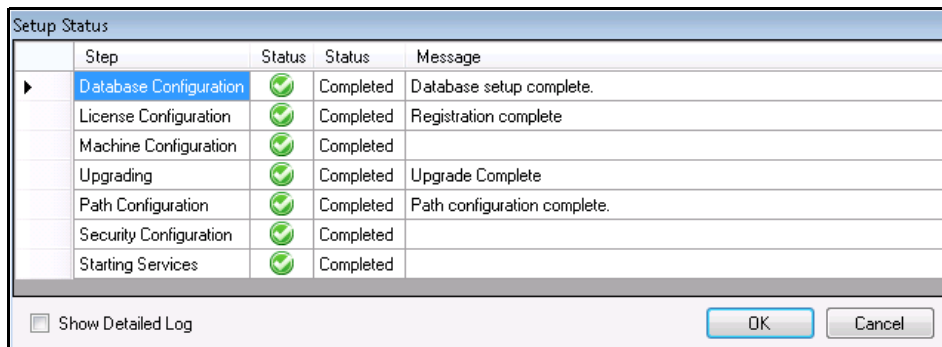 Setup Status
Step Status Status Message
Database Configuration Completed Database setup complete.
License Configuration Completed Registration complete
Machine Configuration Completed
Upgrading Completed Upgrade Complete
Path Configuration Completed Path configuration complete.
Security Configuration Completed
Starting Services Completed
Show Detailed Log OK Cancel